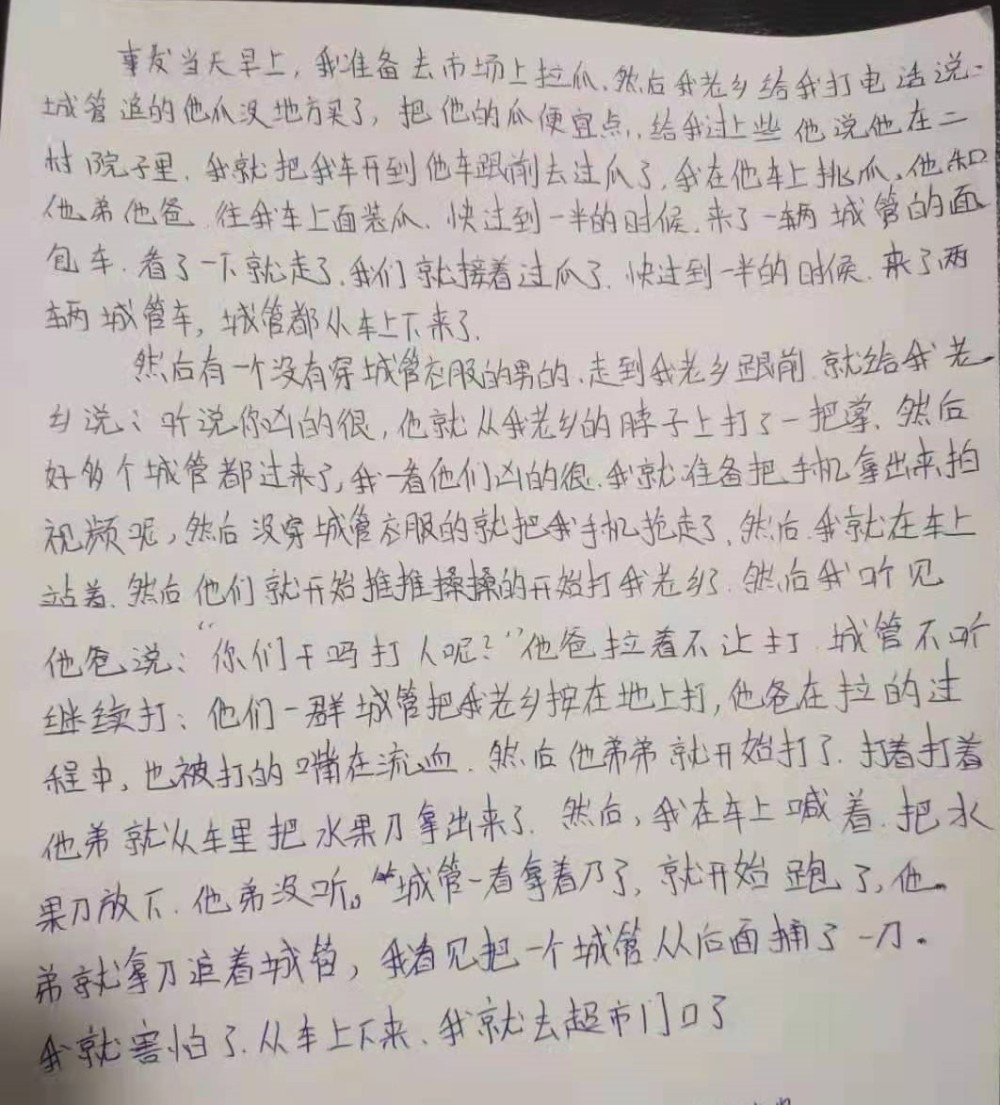 事发当天早上，我准备去市场上拉瓜，然后我老乡给我打电话说.
城管追的他瓜没地方买了，把他的瓜便宜点，给我过上些他说他在二
村院子里，我就把我车开到他车跟前去过瓜了，我在他车上挑瓜，他和
他弟他爸 往我车上面装瓜，快过到一半的时候，来了一辆城管的面
包车，看了一下就走了，我们就接着过瓜了，快过到一半的时候，来了两
辆城管车，城管都从车上下来了.
然后有一个没有穿城管衣服的男的，走到我老乡跟前 就给我老
乡说：听说你凶的很，他就从我老乡的脖子上打了一把掌，然后
好多个城管都过来了，我一看他们凶的很，我就准备把手机拿出来拍
视频呢，然后没穿城管衣服的就把我手机抢走了，然后我就在车上
站着，然后他们就开始推推搡搡的开始打我老乡，然后我听见
他爸说：“你们干吗打人呢？”他爸拉着不让打 城管不听
继续打；他们一群城管把我老乡按在地上打，他爸在拉的过
程中，也被打的嘴在流血，然后他弟弟就开始打了，打着打着
他弟就从车里把水果刀拿出来了，然后，我在车上喊着，把水
果刀放下，他弟没听。城管一看拿着刀了，就开始跑了，他
弟就拿刀追着城管，我看见把一个城管从后面捅了一刀。
我就害怕了，从车上下来，我就去超市门口了